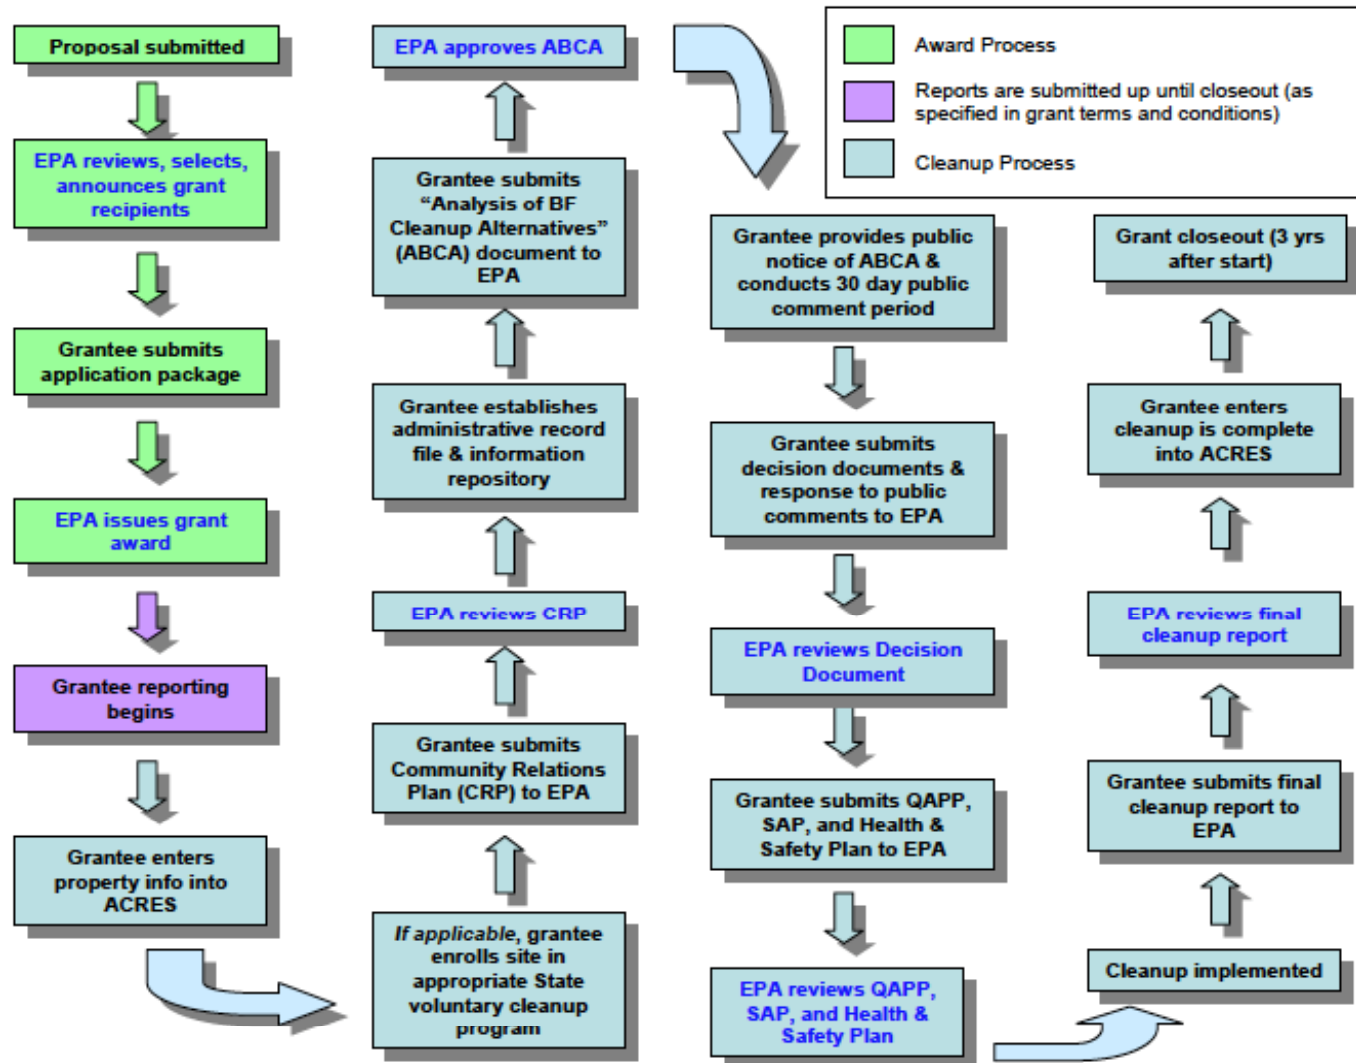 Proposal submitted
EPA reviews, selects,
announces grant
recipients
Grantee submits
application package
EPA issues grant
award
Grantee reporting
begins
Grantee enters
property info into
ACRES
If applicable, grantee
enrolls site in
appropriate State
voluntary cleanup
program
Grantee submits
Community Relations
Plan (CRP) to EPA
EPA reviews CRP
Grantee establishes
administrative record
file & information
repository
Grantee submits
“Analysis of BF
Cleanup Alternatives”
(ABCA) document to
EPA
EPA approves ABCA
Grantee provides public
notice of ABCA &
conducts 30 day public
comment period
Grantee submits
decision documents &
response to public
comments to EPA
EPA reviews Decision
Document
Grantee submits QAPP,
SAP, and Health &
Safety Plan to EPA
EPA reviews QAPP,
SAP, and Health &
Safety Plan
Cleanup implemented
Grantee submits final
cleanup report to
EPA
EPA reviews final
cleanup report
Grantee enters
cleanup is complete
into ACRES
Grant closeout (3 yrs
after start)
Award Process
Reports are submitted up until closeout (as
specified in grant terms and conditions)
Cleanup Process